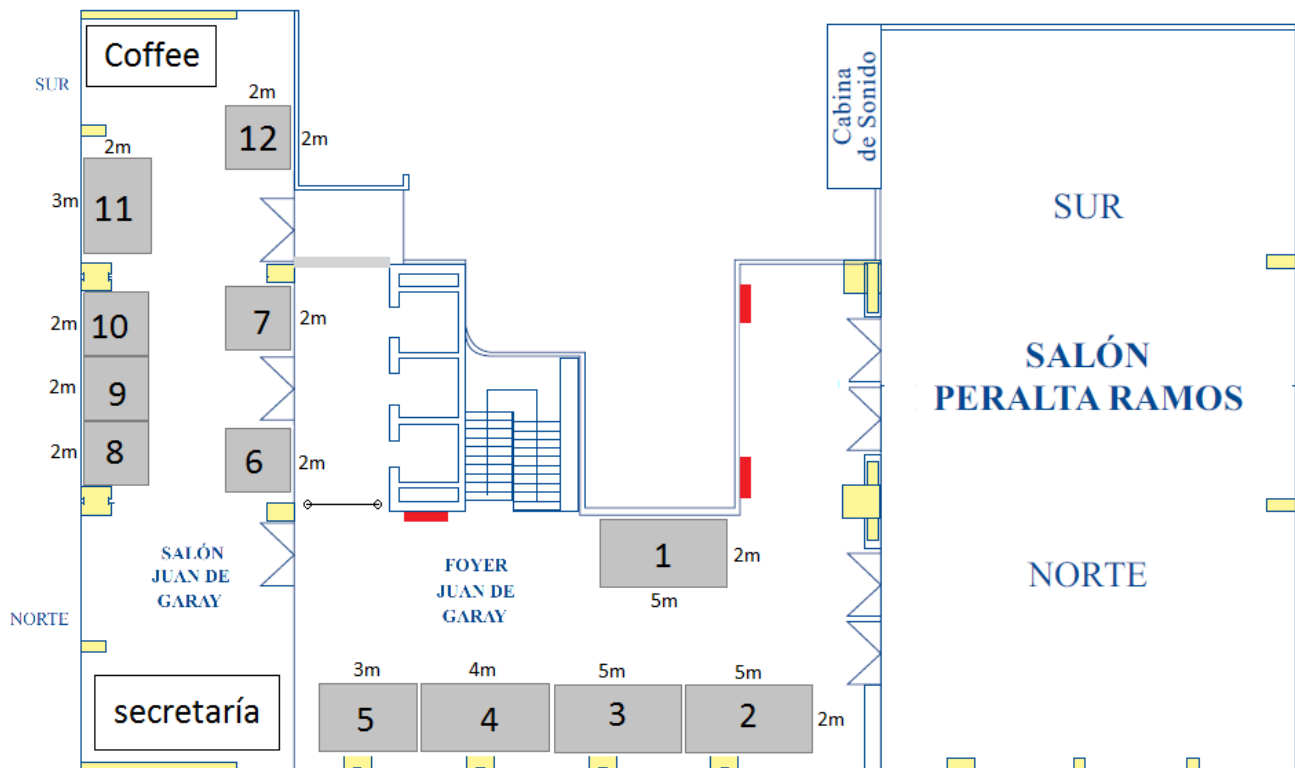 Coffee
SUR
2m
12
2m
2m
11
3m
2m
10
7
2m
2m
9
2m
8
6
2m
SALÓN
JUAN DE
GARAY
NORTE
secretaría
FOYER
JUAN DE
GARAY
1
2m
5m
3m
4m
5m
5m
5
4
3
2
2m
Cabina
de Sonido
SUR
SALÓN
PERALTA RAMOS
NORTE